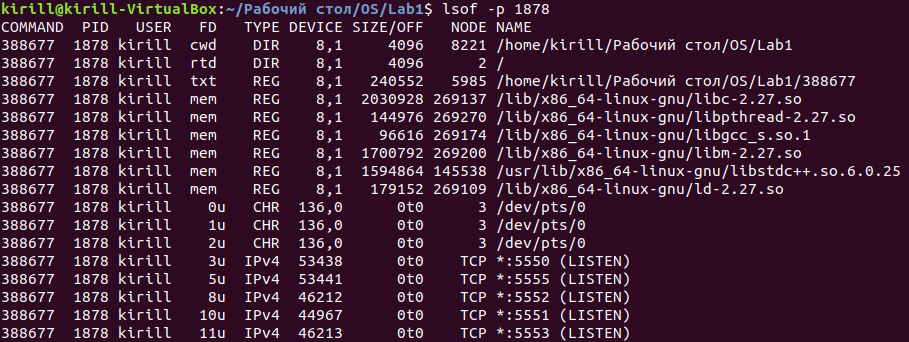 kirill@kirill-VirtualBox:~/Рабочий стол/OS/Lab1$ lsof -p 1878
COMMAND  PID   USER   FD   TYPE DEVICE SIZE/OFF   NODE NAME
388677  1878 kirill  cwd    DIR    8,1     4096   8221 /home/kirill/Рабочий стол/OS/Lab1
388677  1878 kirill  rtd    DIR    8,1     4096      2 /
388677  1878 kirill  txt    REG    8,1   240552   5985 /home/kirill/Рабочий стол/OS/Lab1/388677
388677  1878 kirill  mem    REG    8,1  2030928 269137 /lib/x86_64-linux-gnu/libc-2.27.so
388677  1878 kirill  mem    REG    8,1   144976 269270 /lib/x86_64-linux-gnu/libpthread-2.27.so
388677  1878 kirill  mem    REG    8,1    96616 269174 /lib/x86_64-linux-gnu/libgcc_s.so.1
388677  1878 kirill  mem    REG    8,1  1700792 269200 /lib/x86_64-linux-gnu/libm-2.27.so
388677  1878 kirill  mem    REG    8,1  1594864 145538 /usr/lib/x86_64-linux-gnu/libstdc++.so.6.0.25
388677  1878 kirill  mem    REG    8,1   179152 269109 /lib/x86_64-linux-gnu/ld-2.27.so
388677  1878 kirill    0u   CHR  136,0      0t0      3 /dev/pts/0
388677  1878 kirill    1u   CHR  136,0      0t0      3 /dev/pts/0
388677  1878 kirill    2u   CHR  136,0      0t0      3 /dev/pts/0
388677  1878 kirill    3u  IPv4  53438      0t0    TCP *:5550 (LISTEN)
388677  1878 kirill    5u  IPv4  53441      0t0    TCP *:5555 (LISTEN)
388677  1878 kirill    8u  IPv4  46212      0t0    TCP *:5552 (LISTEN)
388677  1878 kirill   10u  IPv4  44967      0t0    TCP *:5551 (LISTEN)
388677  1878 kirill   11u  IPv4  46213      0t0    TCP *:5553 (LISTEN)